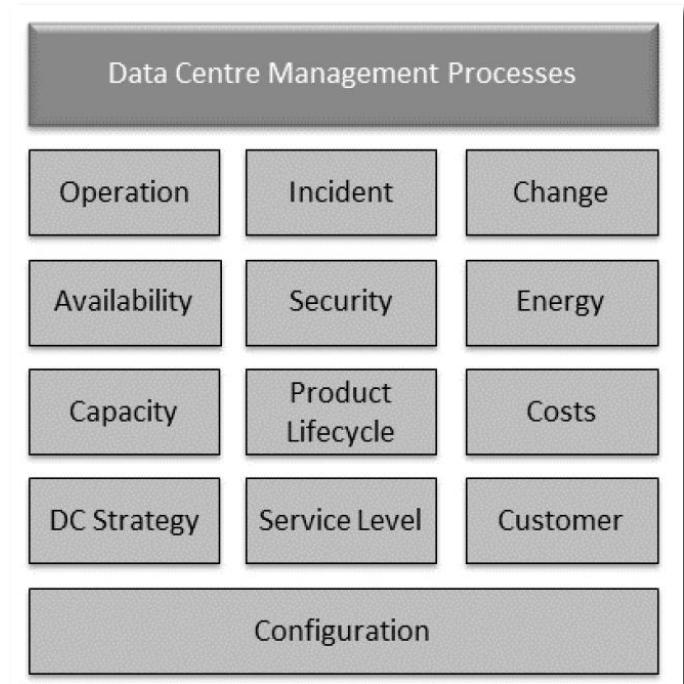 Data Centre Management Processes
Operation
Incident
Change
Availability
Security
Energy
Capacity
Product
Lifecycle
Costs
DC Strategy
Service Level
Customer
Configuration